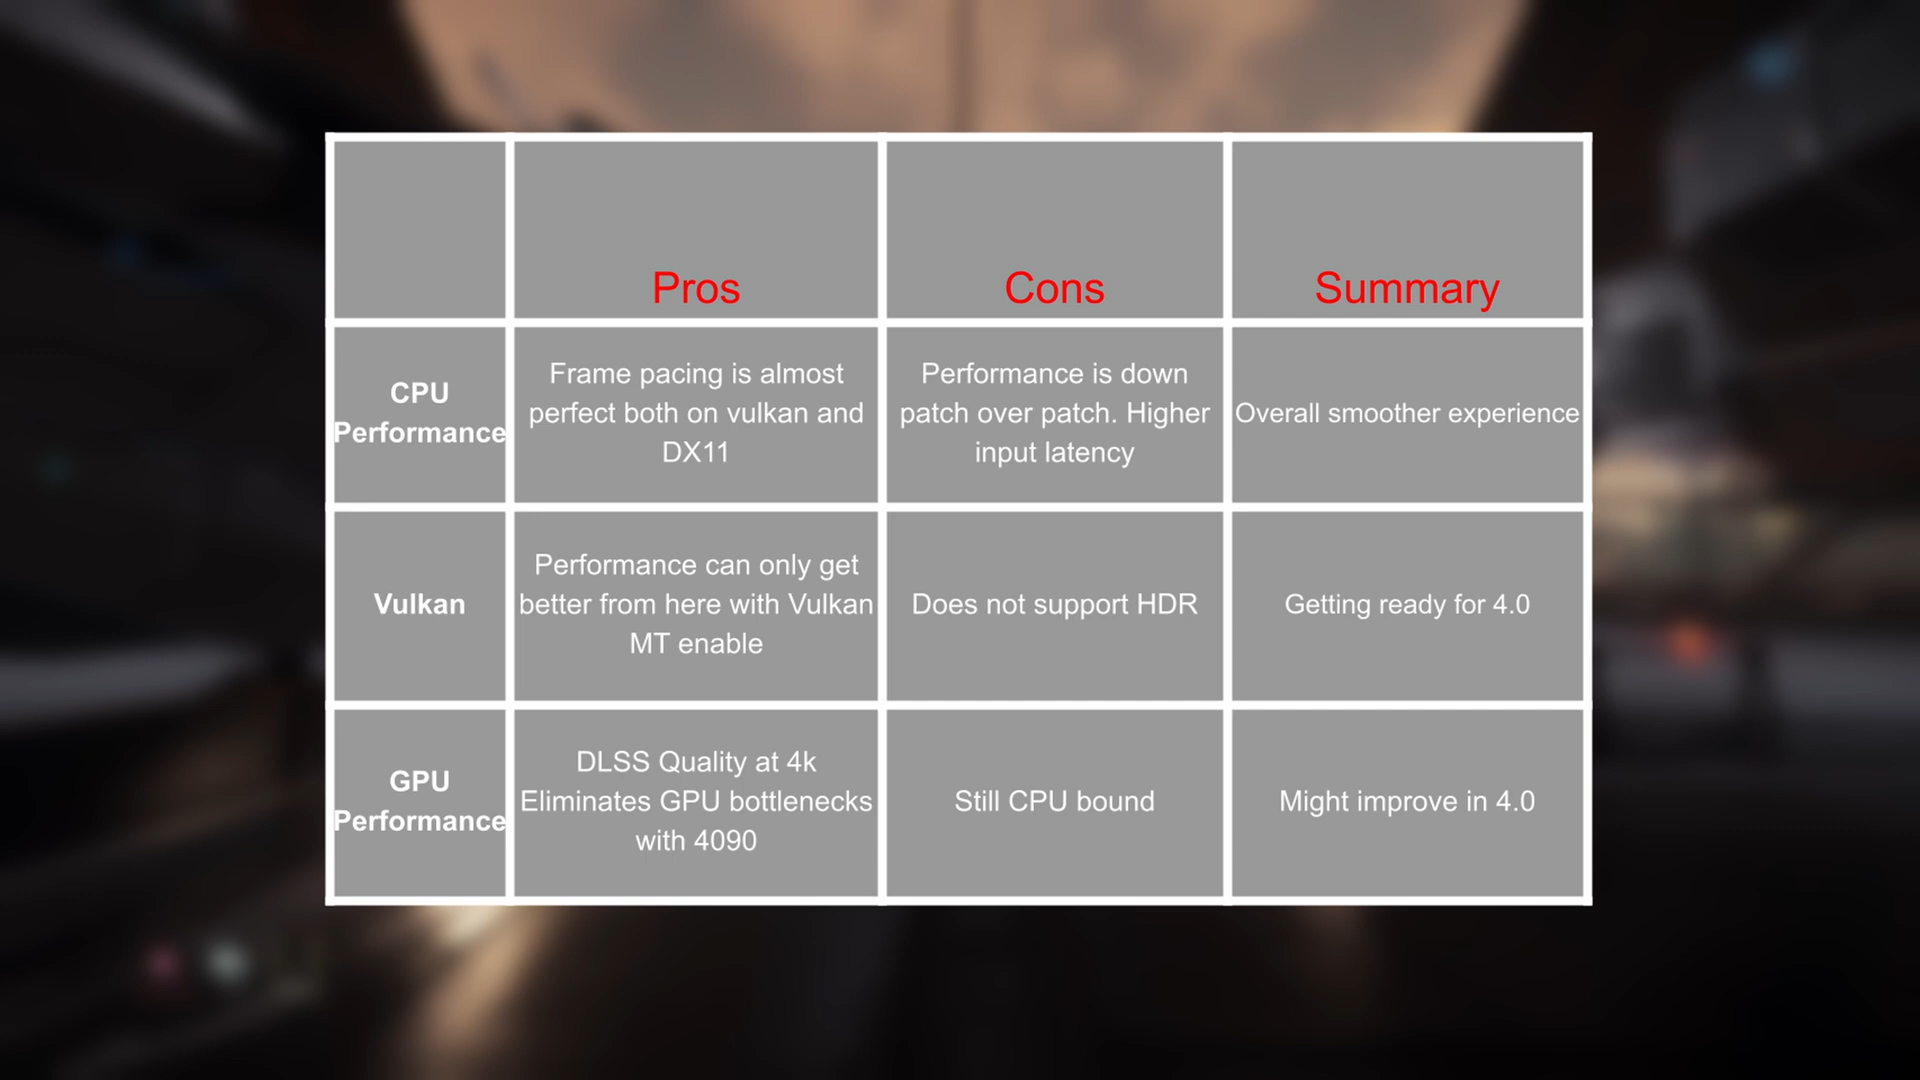 Pros
Cons
Summary
CPU
Performance
Frame pacing is almost
perfect both on vulkan and
DX11
Performance is down
patch over patch. Higher
input latency
Overall smoother experience
Vulkan
Performance can only get
better from here with Vulkan
MT enable
Does not support HDR
Getting ready for 4.0
GPU
Performance
DLSS Quality at 4k
Eliminates GPU bottlenecks
with 4090
Still CPU bound
Might improve in 4.0